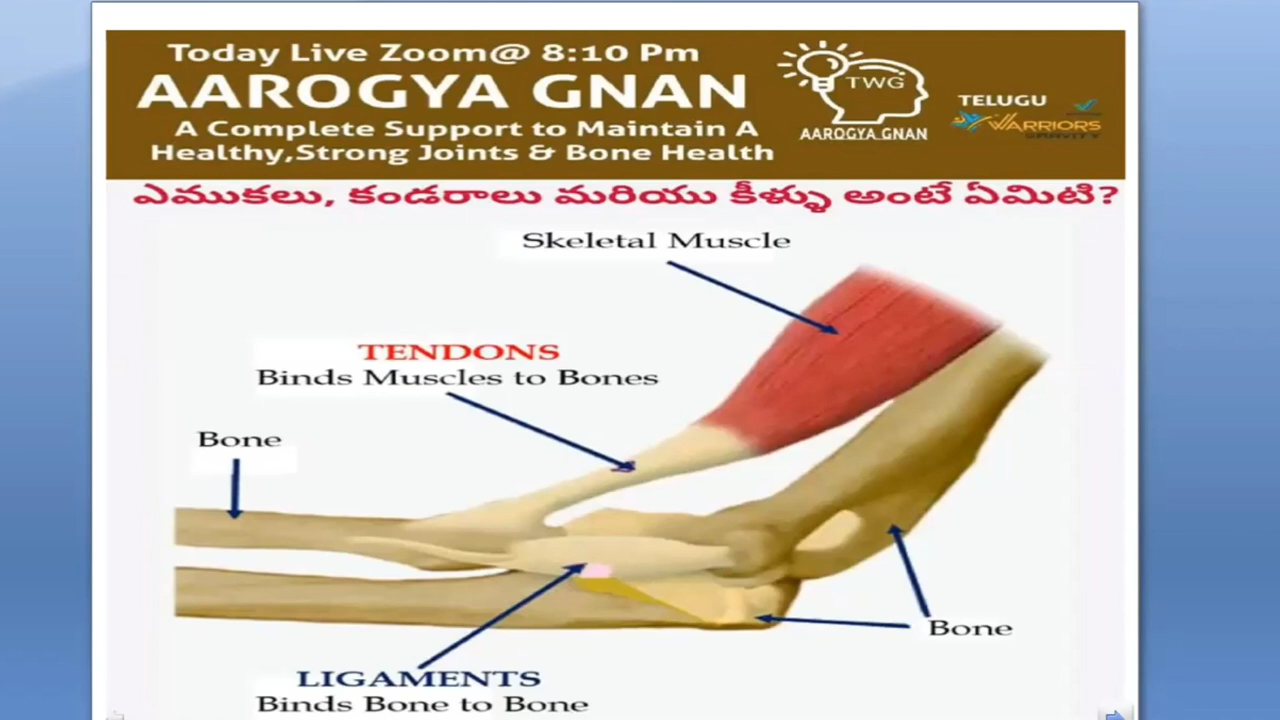 Today Live Zoom@ 8:10 Pm
AAROGYA GNAN
A Complete Support to Maintain A
Healthy,Strong Joints & Bone Health
TWG
AAROGYA GNAN
TELUGU
WARRIORS
GRAVITY
ఎముకలు, కండరాలు మరియు కీళ్ళు అంటే ఏమిటి?
Skeletal Muscle
TENDONS
Binds Muscles to Bones
Bone
Bone
LIGAMENTS
Binds Bone to Bone